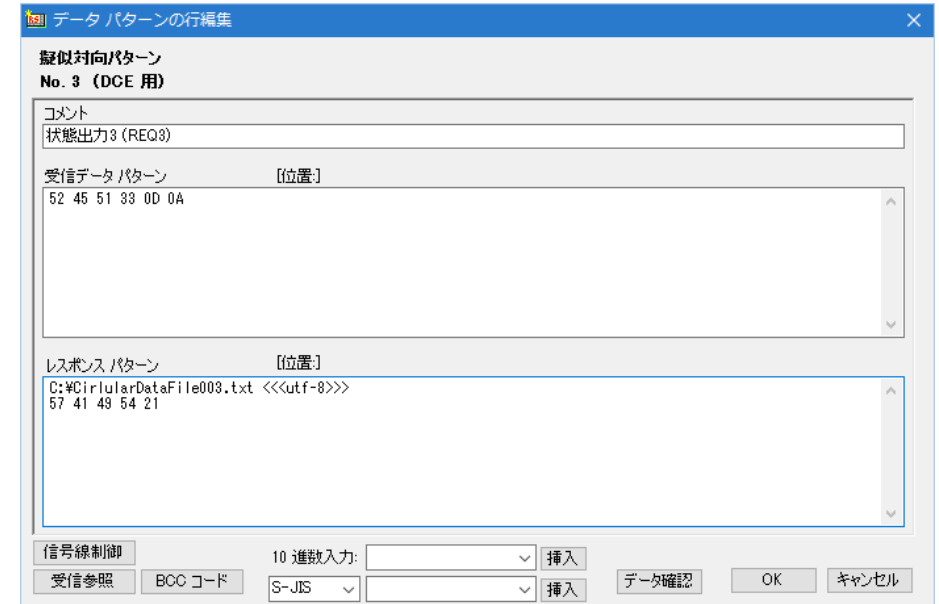 データ パターンの行編集
擬似対向パターン
No. 3 (DCE 用)
コメント
状態出力3 (REQ3)
受信データ パターン [位置:]
52 45 51 33 0D 0A
レスポンス パターン [位置:]
C:¥CirlularDataFile003.txt <<<utf-8>>>
57 41 49 54 21
信号線制御 10 進数入力: 挿入
受信参照 BCC コード S-JIS 挿入 データ確認 OK キャンセル